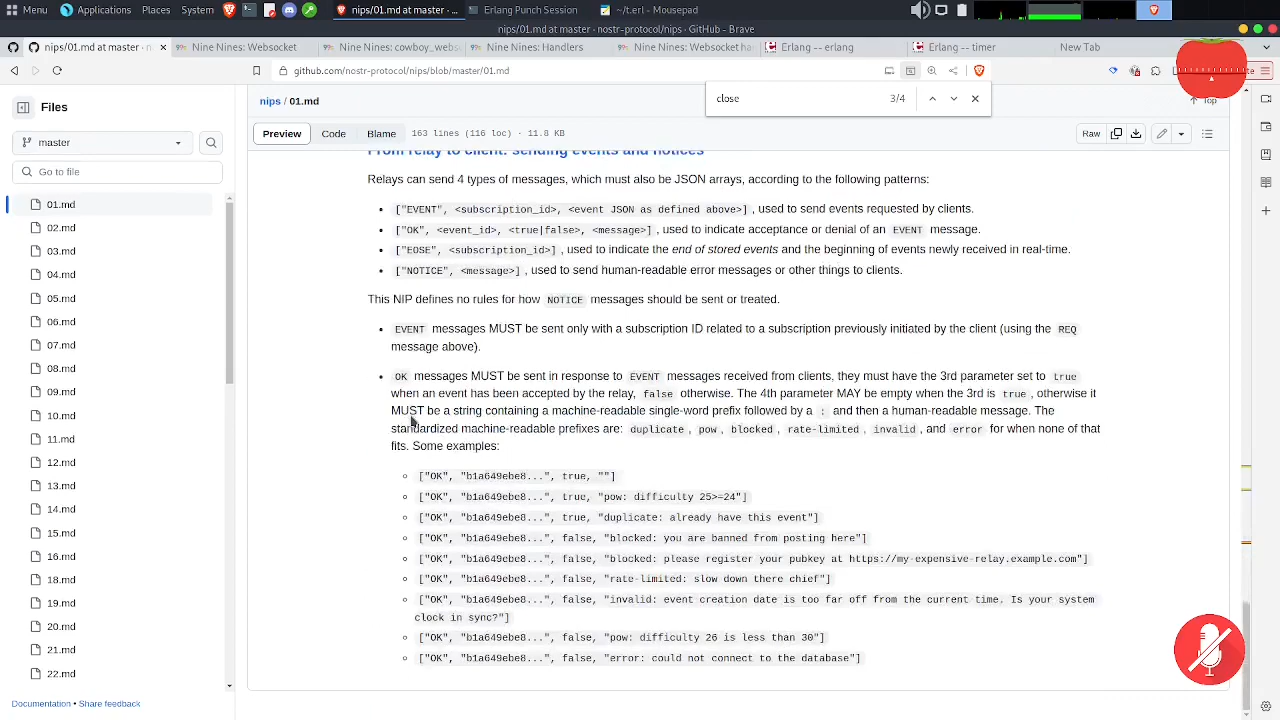 Menu Applications Places System nips/01.md at master - ... Erlang Punch Session ~/t.erl - Mousepad
nips/01.md at master · nostr-protocol/nips · GitHub - Brave
nips/01.md at master · n Nine Nines: Websocket Nine Nines: cowboy_websocket Nine Nines: Handlers Nine Nines: Websocket ha Erlang -- erlang Erlang -- timer New Tab
github.com/nostr-protocol/nips/blob/master/01.md
close 3/4
Files
nips / 01.md
Top
master
Preview Code Blame 163 lines (116 loc) · 11.8 KB Raw
Go to file
01.md
02.md
03.md
04.md
05.md
06.md
07.md
08.md
09.md
10.md
11.md
12.md
13.md
14.md
15.md
16.md
18.md
19.md
20.md
21.md
22.md
Documentation • Share feedback
From relay to client: sending events and notices
Relays can send 4 types of messages, which must also be JSON arrays, according to the following patterns:
• ["EVENT", <subscription_id>, <event JSON as defined above>], used to send events requested by clients.
• ["OK", <event_id>, <true|false>, <message>], used to indicate acceptance or denial of an EVENT message.
• ["EOSE", <subscription_id>], used to indicate the end of stored events and the beginning of events newly received in real-time.
• ["NOTICE", <message>], used to send human-readable error messages or other things to clients.
This NIP defines no rules for how NOTICE messages should be sent or treated.
• EVENT messages MUST be sent only with a subscription ID related to a subscription previously initiated by the client (using the REQ
message above).
• OK messages MUST be sent in response to EVENT messages received from clients, they must have the 3rd parameter set to true
when an event has been accepted by the relay, false otherwise. The 4th parameter MAY be empty when the 3rd is true, otherwise it
MUST be a string containing a machine-readable single-word prefix followed by a : and then a human-readable message. The
standardized machine-readable prefixes are: duplicate, pow, blocked, rate-limited, invalid, and error for when none of that
fits. Some examples:
◦ ["OK", "b1a649ebe8...", true, ""]
◦ ["OK", "b1a649ebe8...", true, "pow: difficulty 25>=24"]
◦ ["OK", "b1a649ebe8...", true, "duplicate: already have this event"]
◦ ["OK", "b1a649ebe8...", false, "blocked: you are banned from posting here"]
◦ ["OK", "b1a649ebe8...", false, "blocked: please register your pubkey at https://my-expensive-relay.example.com"]
◦ ["OK", "b1a649ebe8...", false, "rate-limited: slow down there chief"]
◦ ["OK", "b1a649ebe8...", false, "invalid: event creation date is too far off from the current time. Is your system
clock in sync?"]
◦ ["OK", "b1a649ebe8...", false, "pow: difficulty 26 is less than 30"]
◦ ["OK", "b1a649ebe8...", false, "error: could not connect to the database"]